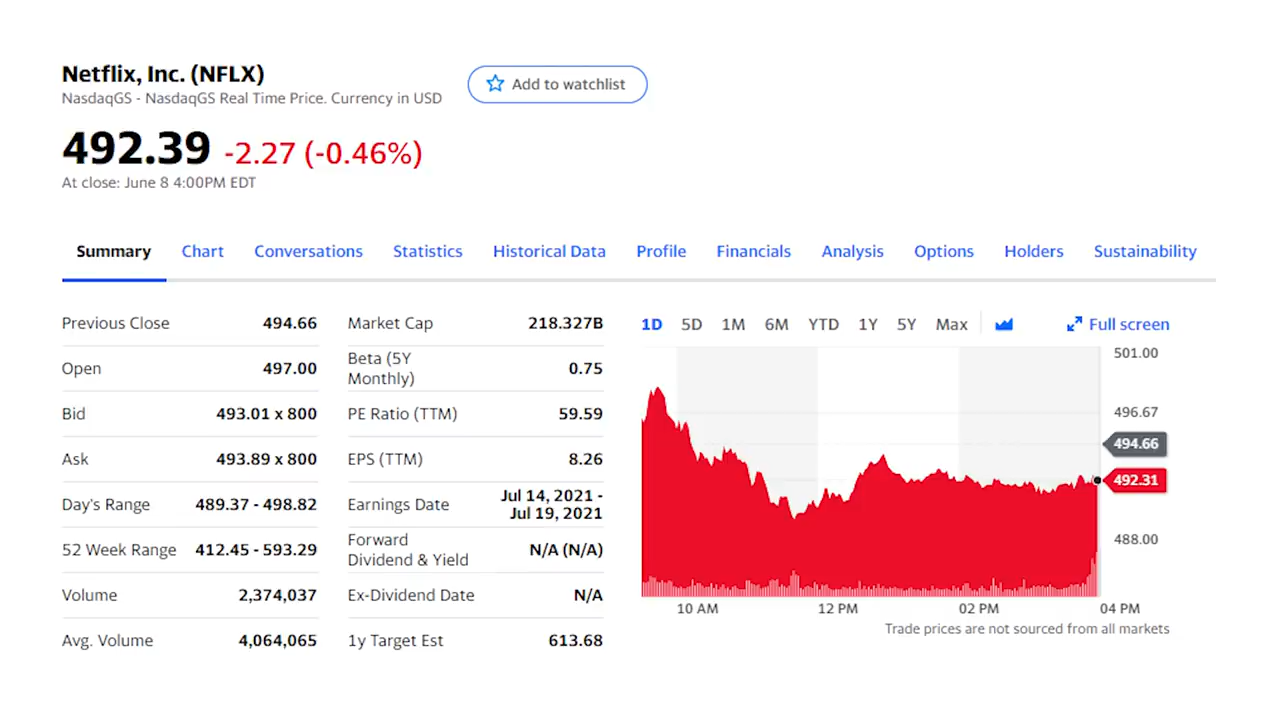 Netflix, Inc. (NFLX)
NasdaqGS - NasdaqGS Real Time Price. Currency in USD
Add to watchlist
492.39 -2.27 (-0.46%)
At close: June 8 4:00PM EDT
Summary Chart Conversations Statistics Historical Data Profile Financials Analysis Options Holders Sustainability
Previous Close 494.66
Open 497.00
Bid 493.01 x 800
Ask 493.89 x 800
Day's Range 489.37 - 498.82
52 Week Range 412.45 - 593.29
Volume 2,374,037
Avg. Volume 4,064,065
Market Cap 218.327B
Beta (5Y
Monthly) 0.75
PE Ratio (TTM) 59.59
EPS (TTM) 8.26
Earnings Date Jul 14, 2021 -
Jul 19, 2021
Forward
Dividend & Yield N/A (N/A)
Ex-Dividend Date N/A
1y Target Est 613.68
1D 5D 1M 6M YTD 1Y 5Y Max Full screen
501.00
496.67
494.66
492.31
488.00
10 AM 12 PM 02 PM 04 PM
Trade prices are not sourced from all markets